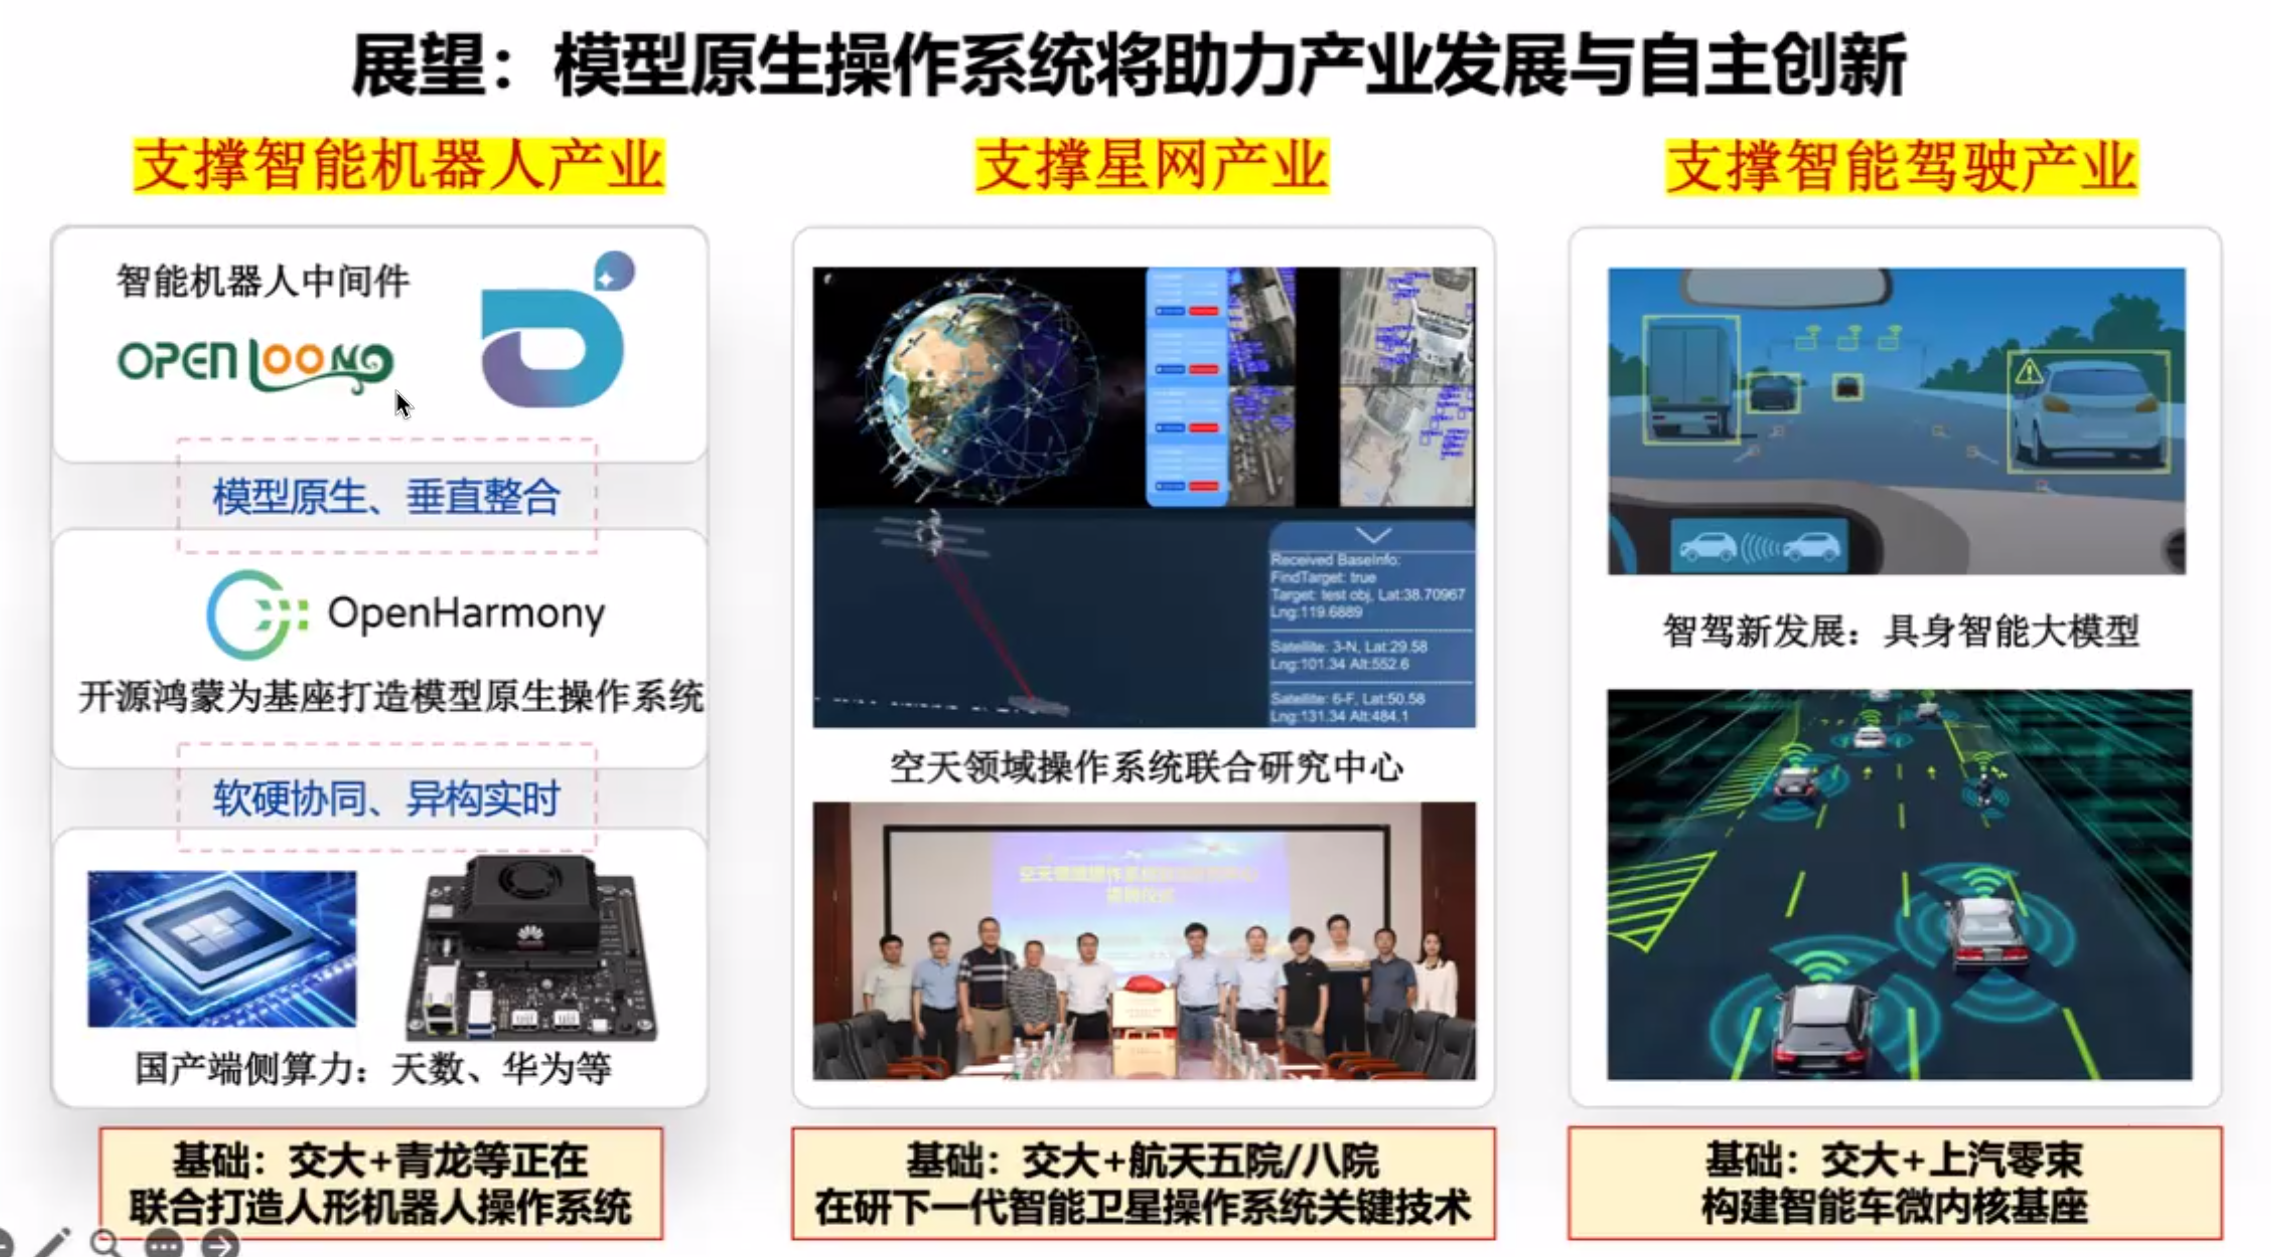 展望：模型原生操作系统将助力产业发展与自主创新
支撑智能机器人产业
智能机器人中间件
OPEN LOONG
模型原生、垂直整合
OpenHarmony
开源鸿蒙为基座打造模型原生操作系统
软硬协同、异构实时
国产端侧算力：天数、华为等
基础：交大+青龙等正在
联合打造人形机器人操作系统
支撑星网产业
Received BaseInfo:
FindTarget: true
Target: test obj, Lat:38.70967
Lng:119.6889
Satellite: 3-N, Lat:29.58
Lng:101.34 Alt:552.6
Satellite: 6-F, Lat:50.58
Lng:131.34 Alt:484.1
空天领域操作系统联合研究中心
空天领域操作系统
揭牌仪式
基础：交大+航天五院/八院
在研下一代智能卫星操作系统关键技术
支撑智能驾驶产业
智驾新发展：具身智能大模型
基础：交大+上汽零束
构建智能车微内核基座